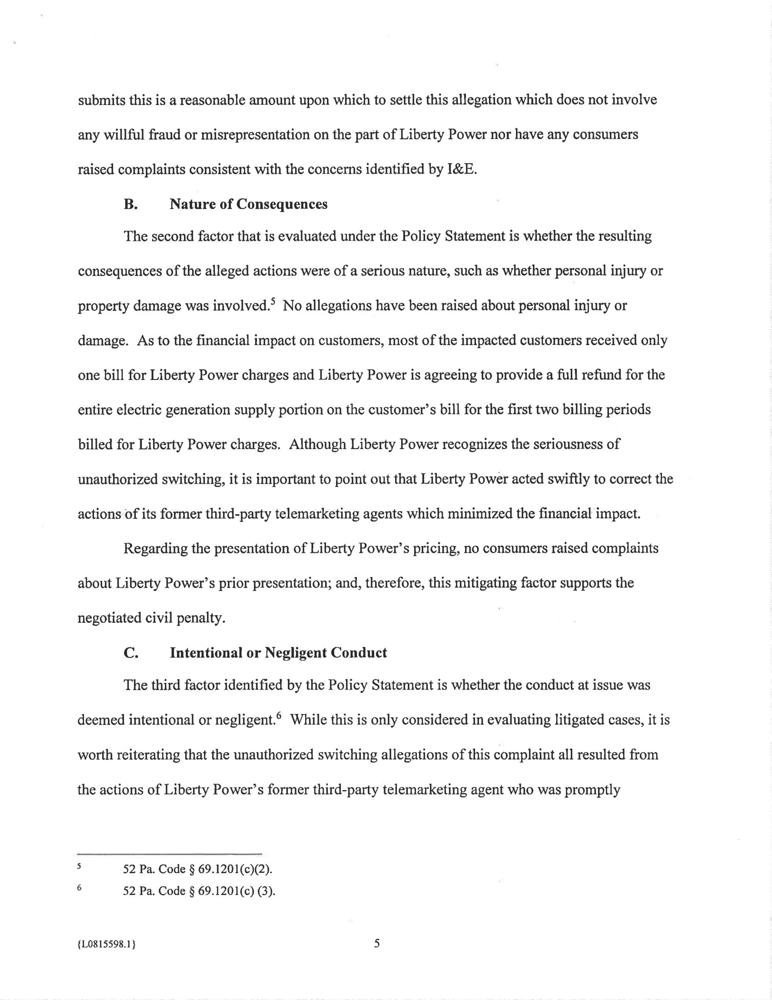 submits this is a reasonable amount upon which to settle this allegation which does not involve
any willful fraud or misrepresentation on the part of Liberty Power nor have any consumers
raised complaints consistent with the concerns identified by I&E.
B. Nature of Consequences
The second factor that is evaluated under the Policy Statement is whether the resulting
consequences of the alleged actions were of a serious nature, such as whether personal injury or
property damage was involved.5 No allegations have been raised about personal injury or
damage. As to the financial impact on customers, most of the impacted customers received only
one bill for Liberty Power charges and Liberty Power is agreeing to provide a full refund for the
entire electric generation supply portion on the customer's bill for the first two billing periods
billed for Liberty Power charges. Although Liberty Power recognizes the seriousness of
unauthorized switching, it is important to point out that Liberty Power acted swiftly to correct the
actions of its former third-party telemarketing agents which minimized the financial impact.
Regarding the presentation of Liberty Power's pricing, no consumers raised complaints
about Liberty Power's prior presentation; and, therefore, this mitigating factor supports the
negotiated civil penalty.
C. Intentional or Negligent Conduct
The third factor identified by the Policy Statement is whether the conduct at issue was
deemed intentional or negligent.6 While this is only considered in evaluating litigated cases, it is
worth reiterating that the unauthorized switching allegations of this complaint all resulted from
the actions of Liberty Power's former third-party telemarketing agent who was promptly
5 52 Pa. Code § 69.1201(c)(2).
6 52 Pa. Code § 69.1201(c) (3).
{L0815598.1} 5